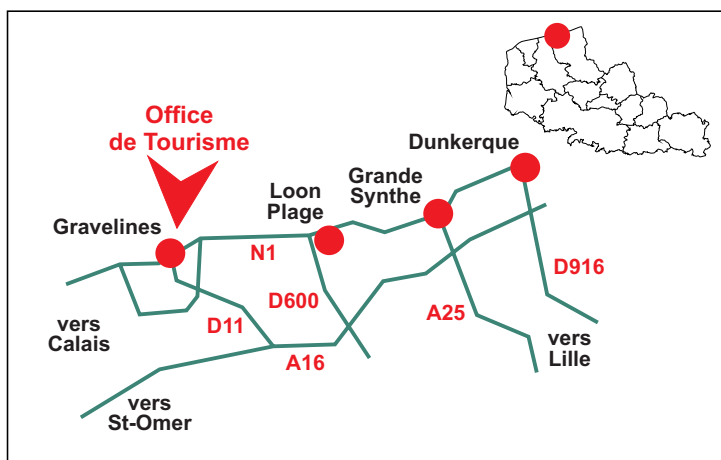 Office
de Tourisme
Dunkerque
Grande
Synthe
Loon
Plage
Gravelines
N1
D916
D600
A25
D11
vers
Calais
A16
vers
Lille
vers
St-Omer